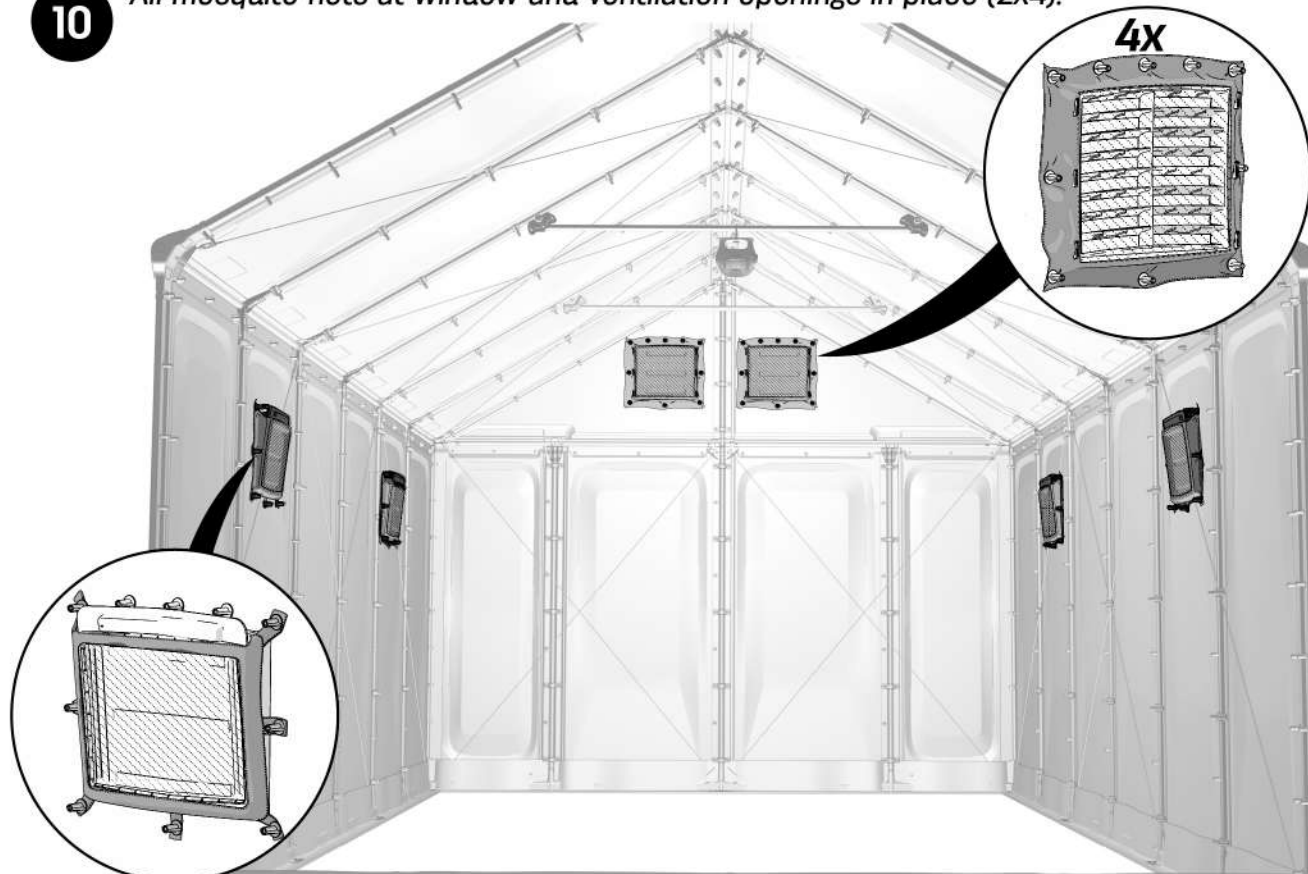 10
All mosquito nets at window and ventilation openings in place (2x4).
4x